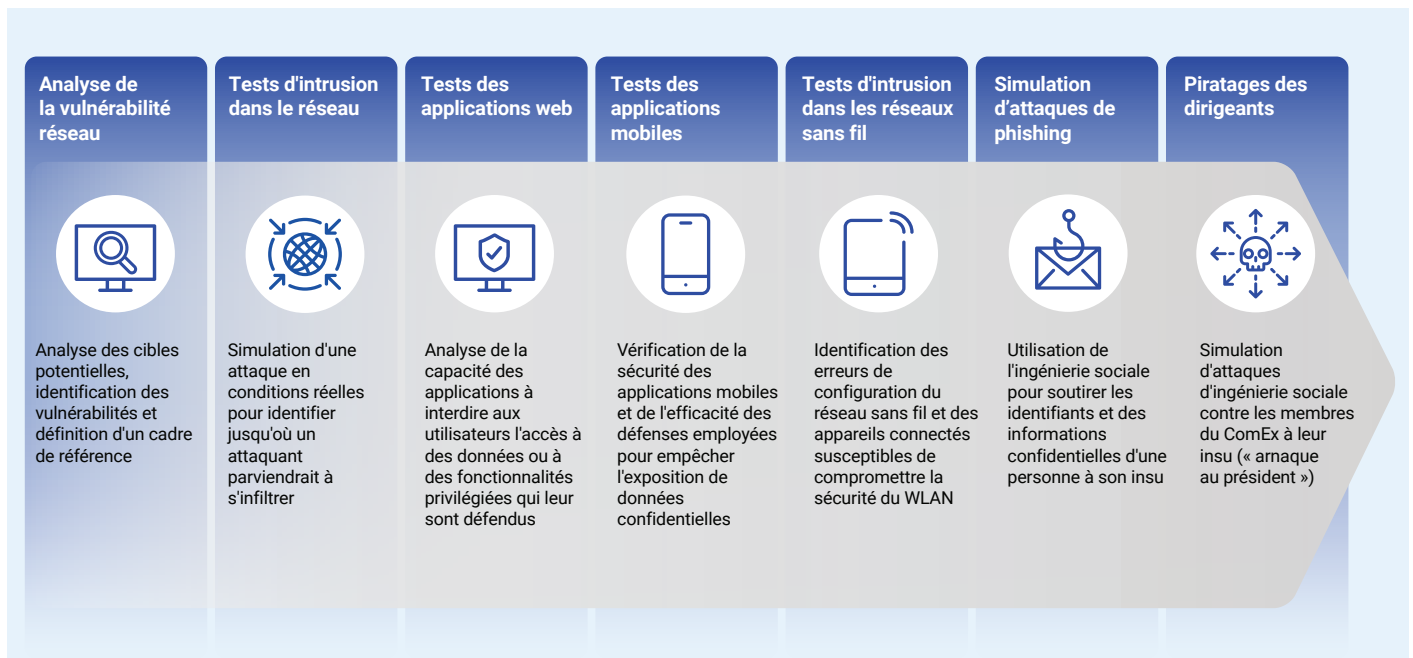 Analyse de
la vulnérabilité
réseau
Analyse des cibles
potentielles,
identification des
vulnérabilités et
définition d'un cadre
de référence
Tests d'intrusion
dans le réseau
Simulation d'une
attaque en
conditions réelles
pour identifier
jusqu'où un
attaquant
parviendrait à
s'infiltrer
Tests des
applications web
Analyse de la
capacité des
applications à
interdire aux
utilisateurs l'accès à
des données ou à
des fonctionnalités
privilégiées qui leur
sont défendus
Tests des
applications
mobiles
Vérification de la
sécurité des
applications mobiles
et de l'efficacité des
défenses employées
pour empêcher
l'exposition de
données
confidentielles
Tests d'intrusion
dans les réseaux
sans fil
Identification des
erreurs de
configuration du
réseau sans fil et des
appareils connectés
susceptibles de
compromettre la
sécurité du WLAN
Simulation
d’attaques de
phishing
Utilisation de
l'ingénierie sociale
pour soutirer les
identifiants et des
informations
confidentielles d'une
personne à son insu
Piratages des
dirigeants
Simulation
d'attaques
d'ingénierie sociale
contre les membres
du ComEx à leur
insu (« arnaque
au président »)